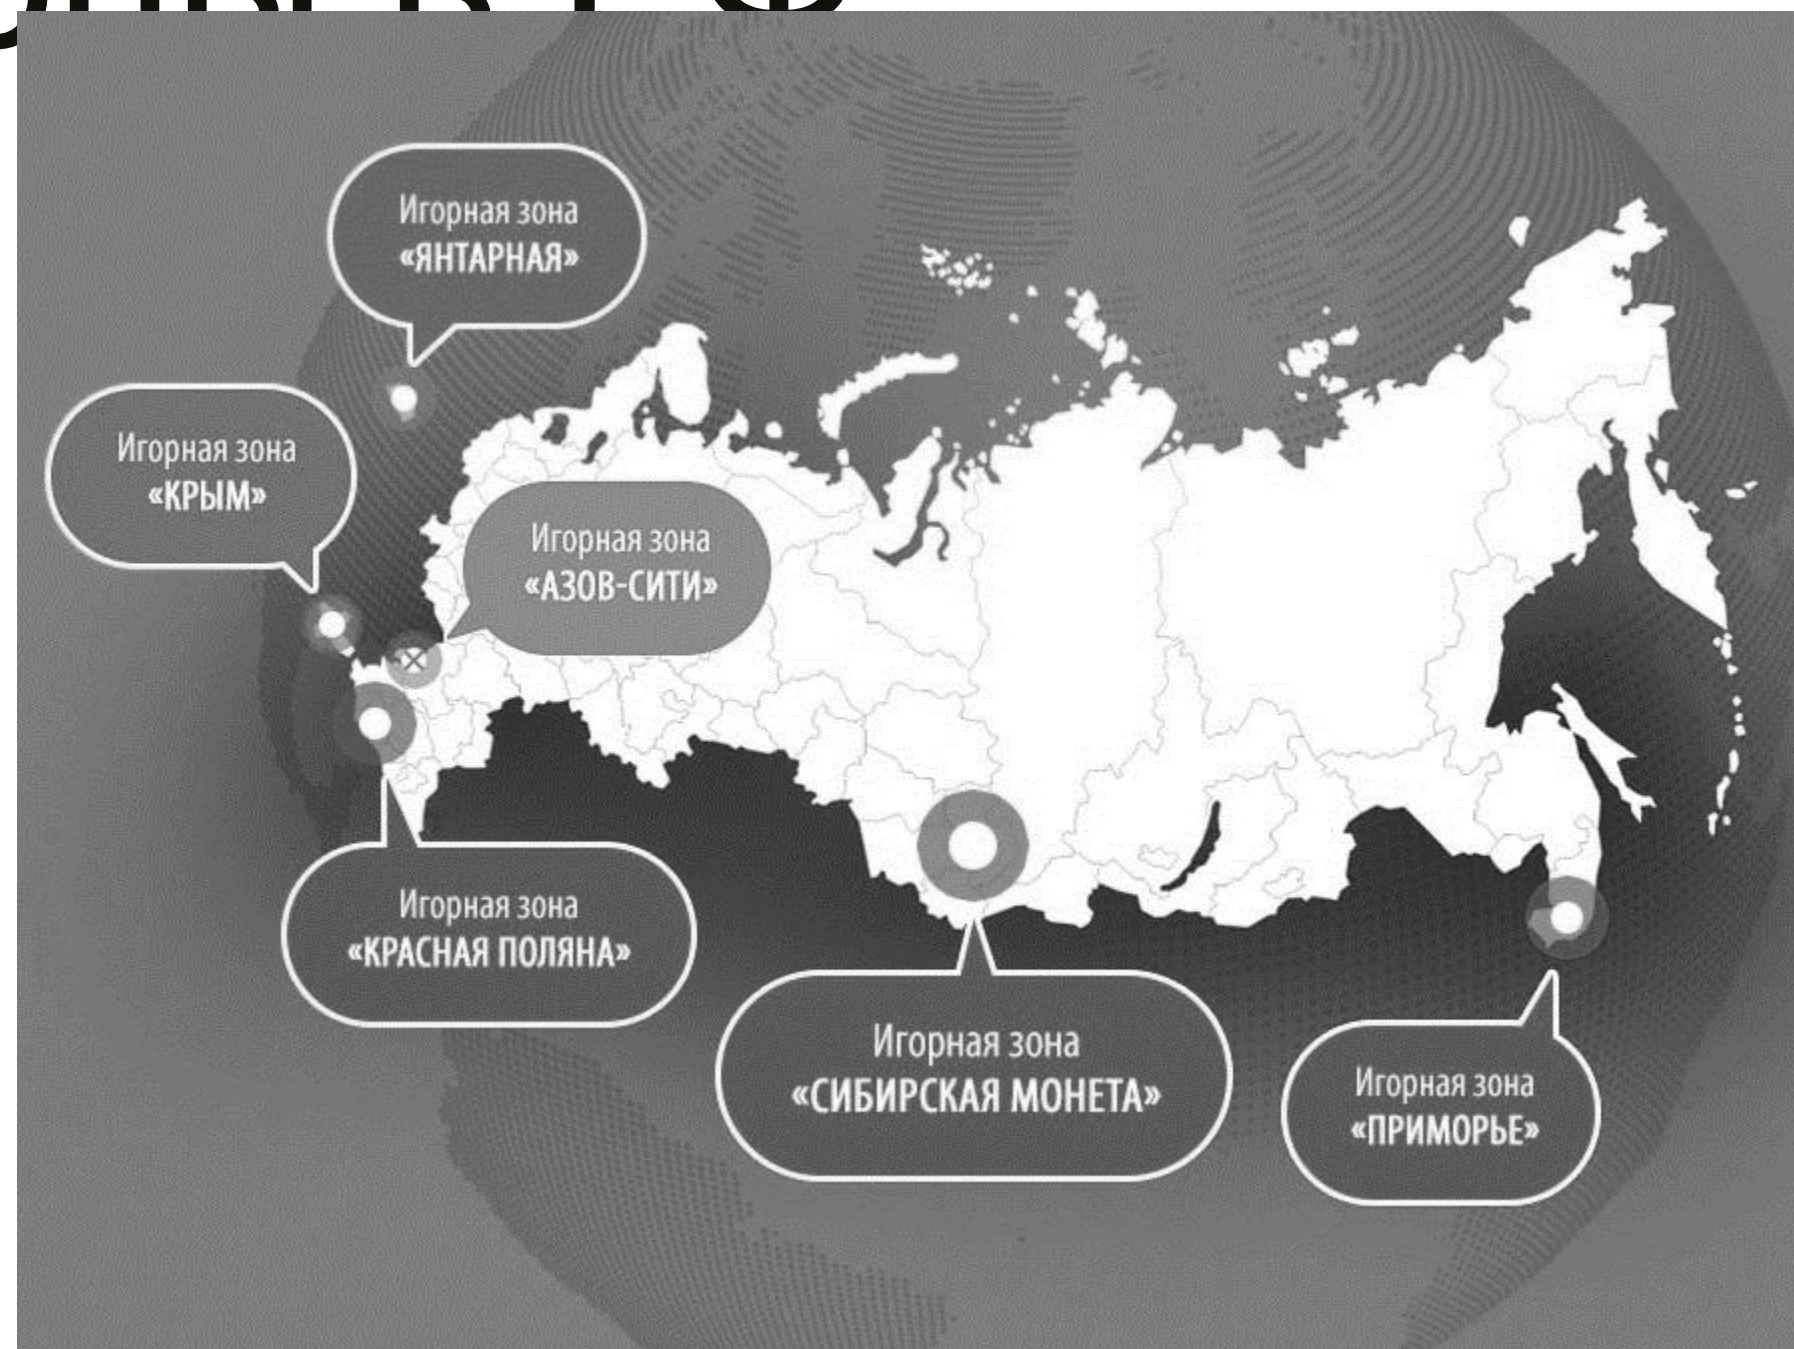 Игорная зона
«ЯНТАРНАЯ»
Игорная зона
«КРЫМ»
Игорная зона
«АЗОВ-СИТИ»
Игорная зона
«КРАСНАЯ ПОЛЯНА»
Игорная зона
«СИБИРСКАЯ МОНЕТА»
Игорная зона
«ПРИМОРЬЕ»